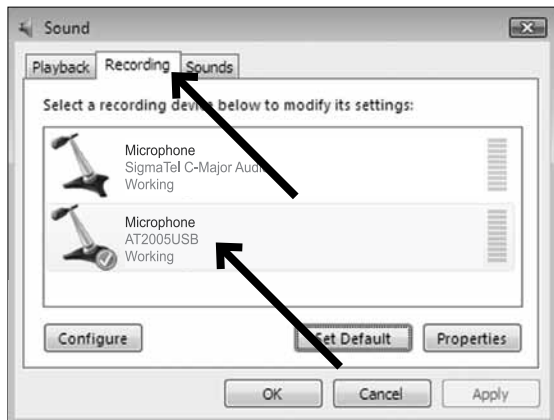 Sound
Playback Recording Sounds
Select a recording device below to modify its settings:
Microphone
SigmaTel C-Major Audio
Working
Microphone
AT2005USB
Working
Configure Set Default Properties
OK Cancel Apply